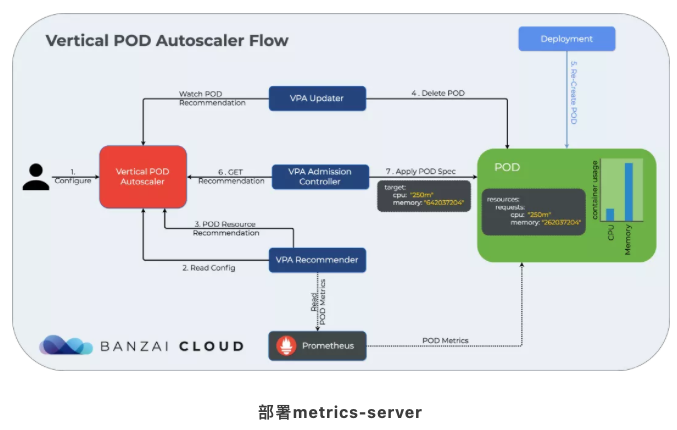 Vertical POD Autoscaler Flow
Deployment
Watch POD
Recommendation
VPA Updater
4 . Delete POD
5. Re-Create POD
1.
Configure
Vertical POD
Autoscaler
6 . GET
Recommendation
VPA Admission
Controller
7 . Apply POD Spec
target:
cpu: "250m"
memory: "642037204"
POD
resources:
requests:
cpu: "250m"
memory: "262037204"
container usage
CPU
Memory
3. POD Resource
Recommendation
2. Read Config
VPA Recommender
Read
POD Metrics
Prometheus
POD Metrics
BANZAI CLOUD
部署metrics-server